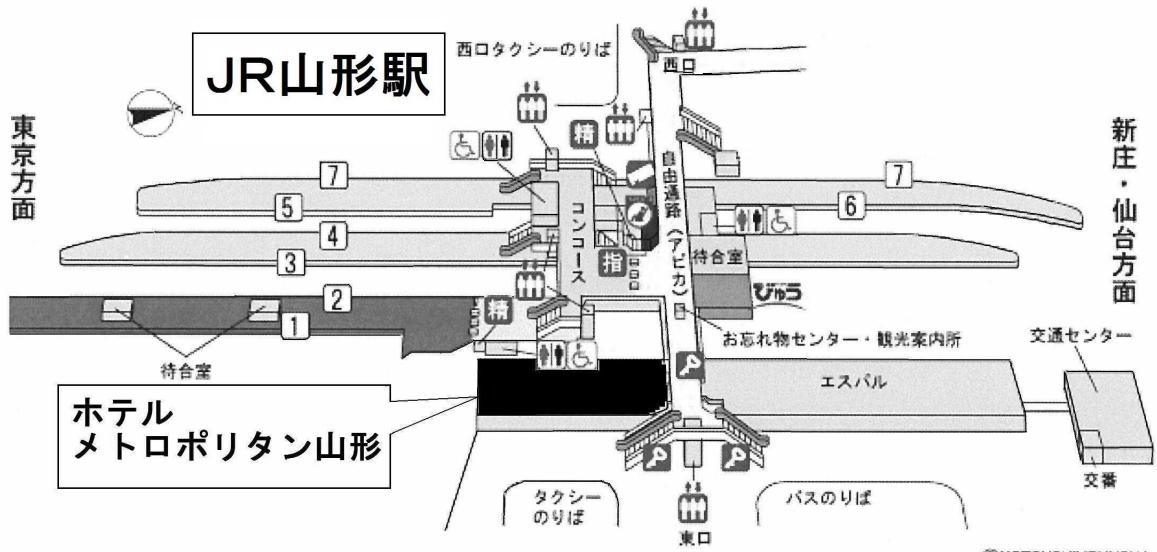 西口タクシーのりば
西口
JR山形駅
東京方面
新庄・仙台方面
精
自由通路(アピカ)
コンコース
7
7
5
6
4
3
指
待合室
びゅう
2
1
精
待合室
お忘れ物センター・観光案内所
交通センター
エスパル
ホテル
メトロポリタン山形
交番
タクシー
のりば
バスのりば
東口